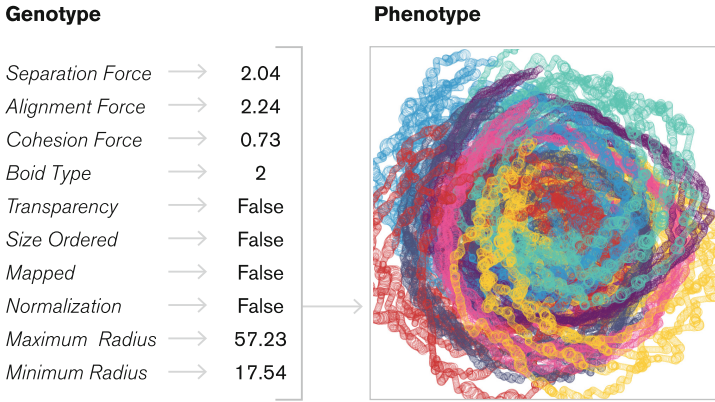 Genotype
Phenotype
Separation Force 2.04
Alignment Force 2.24
Cohesion Force 0.73
Boid Type 2
Transparency False
Size Ordered False
Mapped False
Normalization False
Maximum Radius 57.23
Minimum Radius 17.54